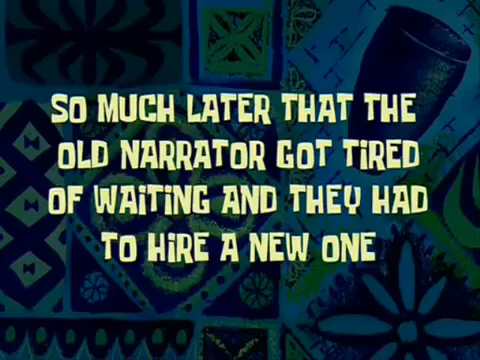 SO MUCH LATER THAT THE
OLD NARRATOR GOT TIRED
OF WAITING AND THEY HAD
TO HIRE A NEW ONE